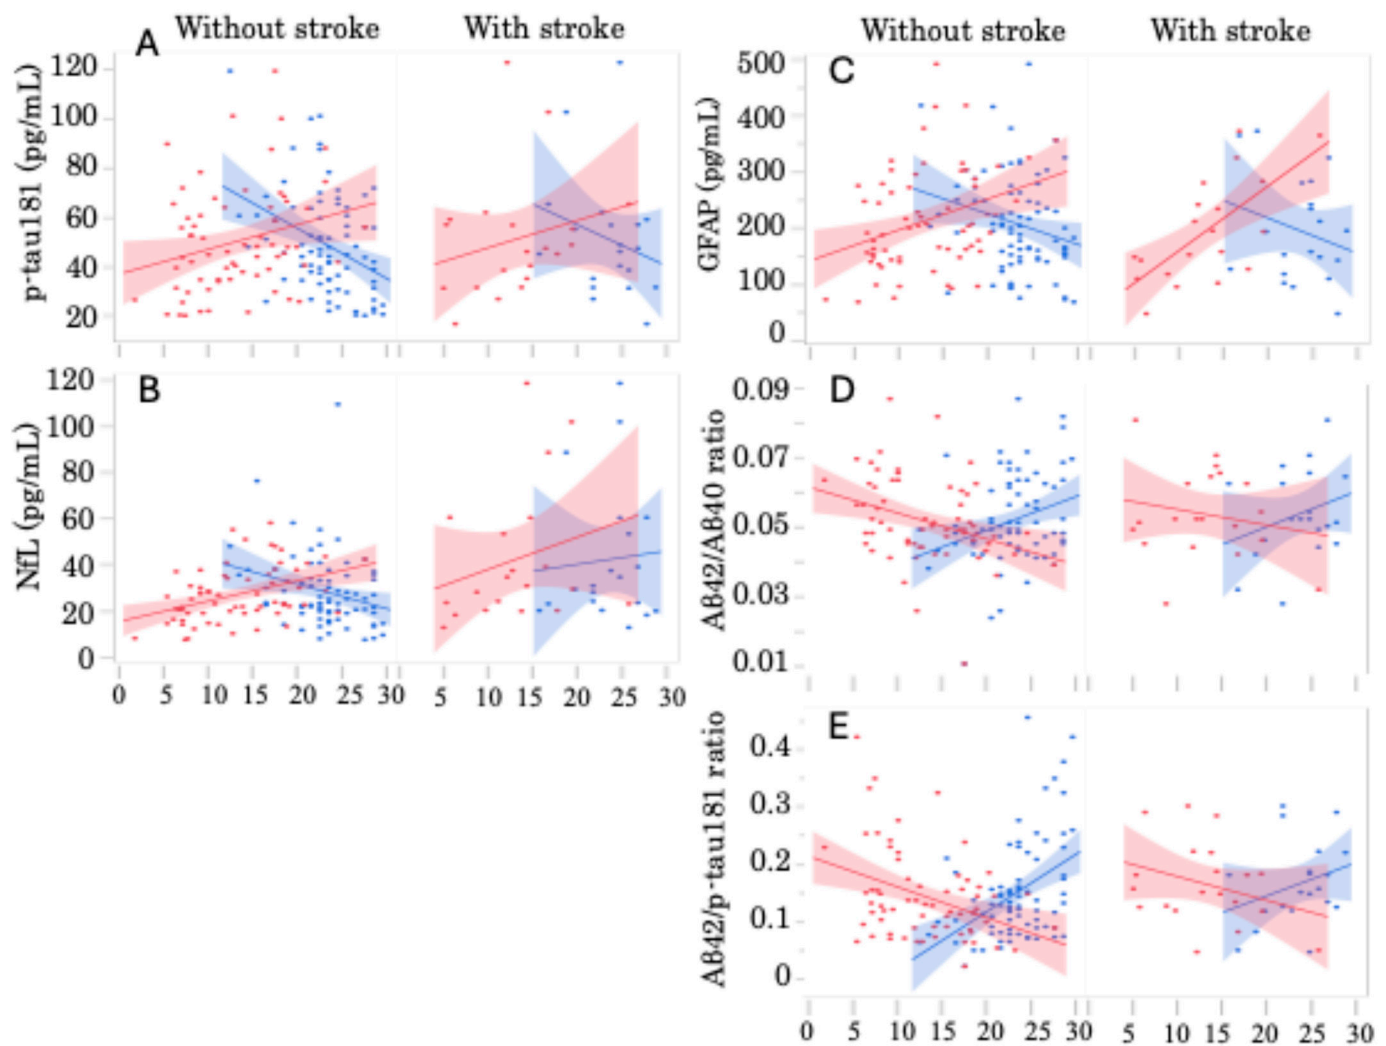 Without stroke
With stroke
Without stroke
With stroke
A
p-tau181 (pg/mL)
120
100
80
60
40
20
C
GFAP (pg/mL)
500
400
300
200
100
0
B
NfL (pg/mL)
120
100
80
60
40
20
0
0 5 10 15 20 25 30
5 10 15 20 25 30
D
Aβ42/Aβ40 ratio
0.09
0.07
0.05
0.03
0.01
E
Aβ42/p-tau181 ratio
0.4
0.3
0.2
0.1
0
0 5 10 15 20 25 30
5 10 15 20 25 30